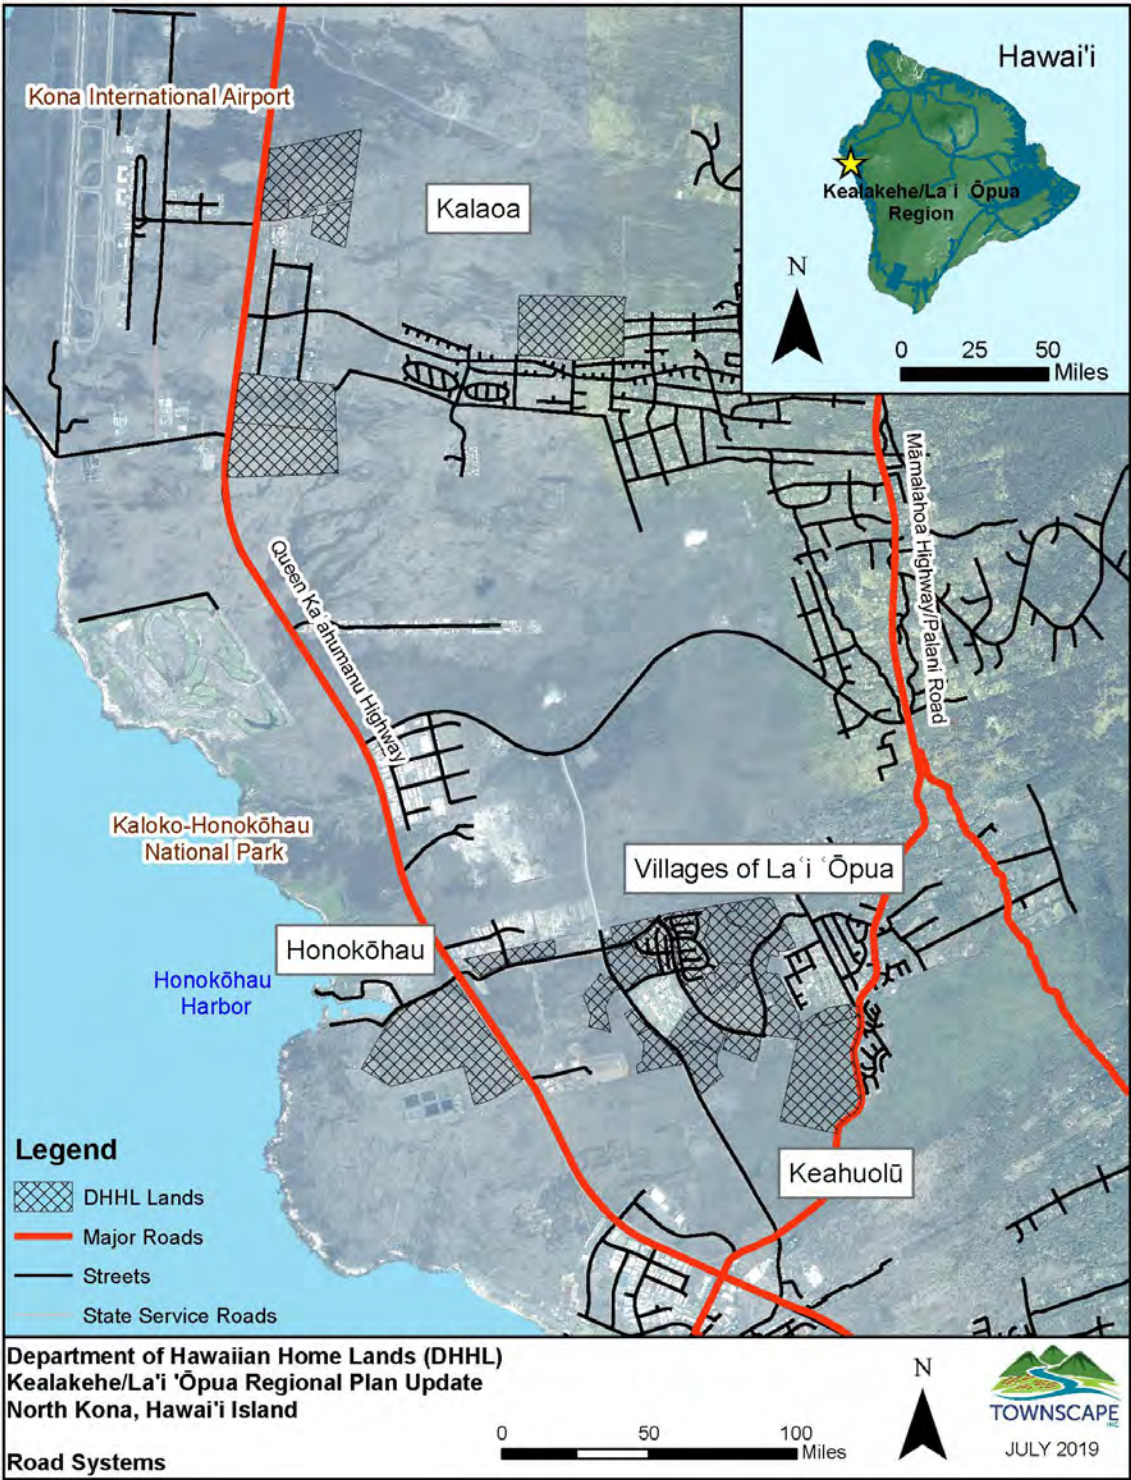 Hawai'i
Kealakehe/La'i 'Ōpua
Region
N
0 25 50
Miles
Kona International Airport
Kalaoa
Māmalahoa Highway/Palani Road
Queen Ka'ahumanu Highway
Kaloko-Honokōhau
National Park
Villages of Laʻi ʻŌpua
Honokōhau
Honokōhau
Harbor
Keahuolū
Legend
DHHL Lands
Major Roads
Streets
State Service Roads
Department of Hawaiian Home Lands (DHHL)
Kealakehe/La'i 'Ōpua Regional Plan Update
North Kona, Hawai'i Island
Road Systems
0 50 100
Miles
N
TOWNSCAPE
INC
JULY 2019